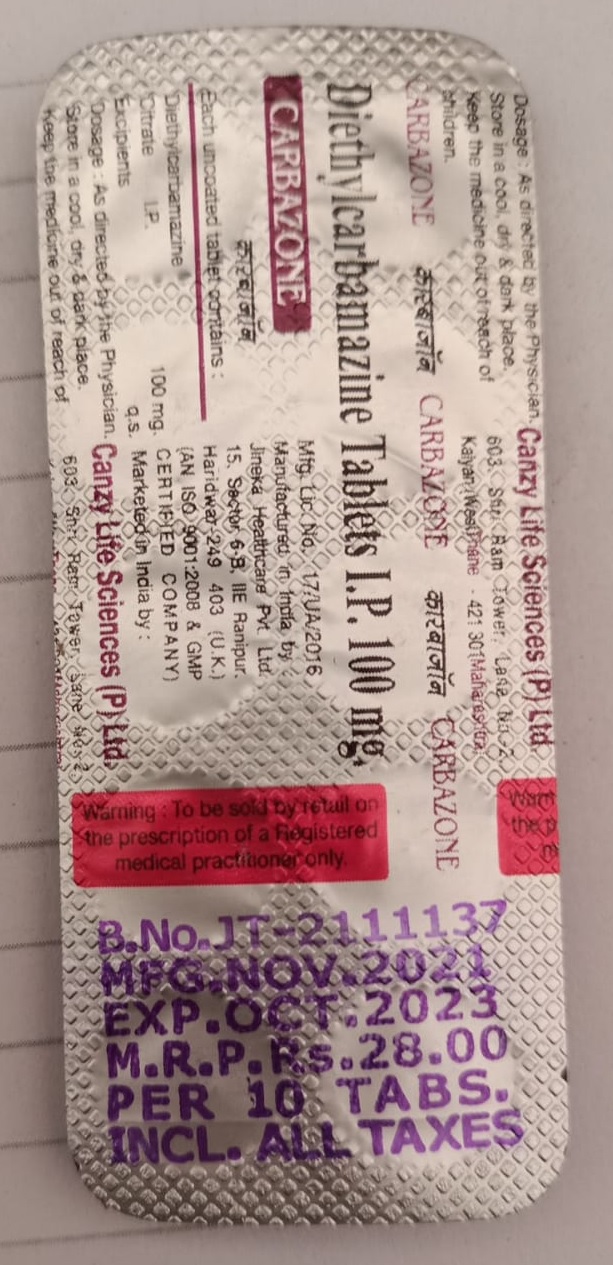 Dosage : As directed by the Physician.
Store in a cool, dry & dark place.
Keep the medicine out of reach of
children.
Canzy Life Sciences (P) Ltd
603, Shri Ram Tower, Lane No. 2,
Kalyan (West) Thane - 421 301 Maharashtra
CARBAZONE कारबाजॉन CARBAZONE कारबाजॉन CARBAZONE
Diethylcarbamazine Tablets I.P. 100 mg.
CARBAZONE
कारबाजॉन
Each uncoated tablet contains :
Diethylcarbamazine
Citrate I.P. 100 mg.
Excipients q.s.
Dosage : As directed by the Physician.
Store in a cool, dry & dark place.
Keep the medicine out of reach of
Mfg. Lic. No. 17/UA/2016
Manufactured in India by :
Jineka Healthcare Pvt. Ltd.
15, Sector 6-B, IIE Ranipur,
Haridwar-249 403 (U.K.)
(AN ISO 9001:2008 & GMP
CERTIFIED COMPANY)
Marketed in India by :
Canzy Life Sciences (P) Ltd.
603, Shri Ram Tower, Lane No. 2,
Warning : To be sold by retail on
the prescription of a Registered
medical practitioner only.
the p
B.No.JT-2111137
MFG.NOV.2021
EXP.OCT.2023
M.R.P.Rs.28.00
PER 10 TABS.
INCL. ALL TAXES